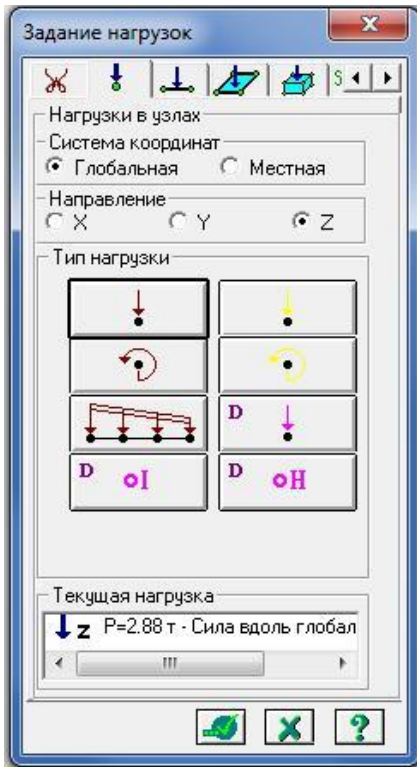 Задание нагрузок
S
Нагрузки в узлах
Система координат
Глобальная Местная
Направление
X Y Z
Тип нагрузки
D
D I D H
Текущая нагрузка
z P=2.88 т - Сила вдоль глобал